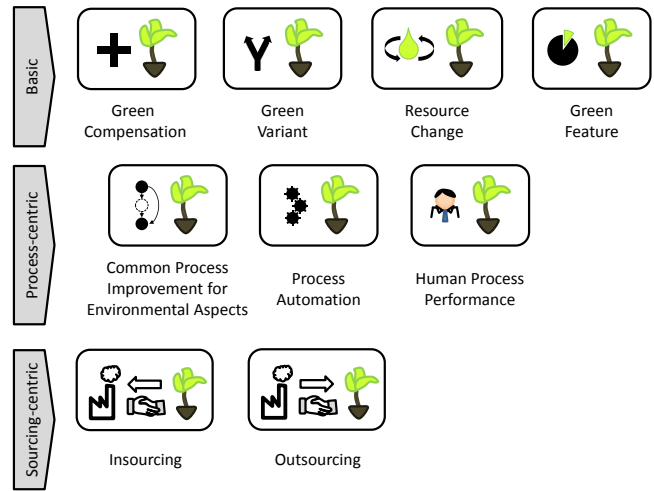 Basic
Green
Compensation
Green
Variant
Resource
Change
Green
Feature
Process-centric
Common Process
Improvement for
Environmental Aspects
Process
Automation
Human Process
Performance
Sourcing-centric
Insourcing
Outsourcing